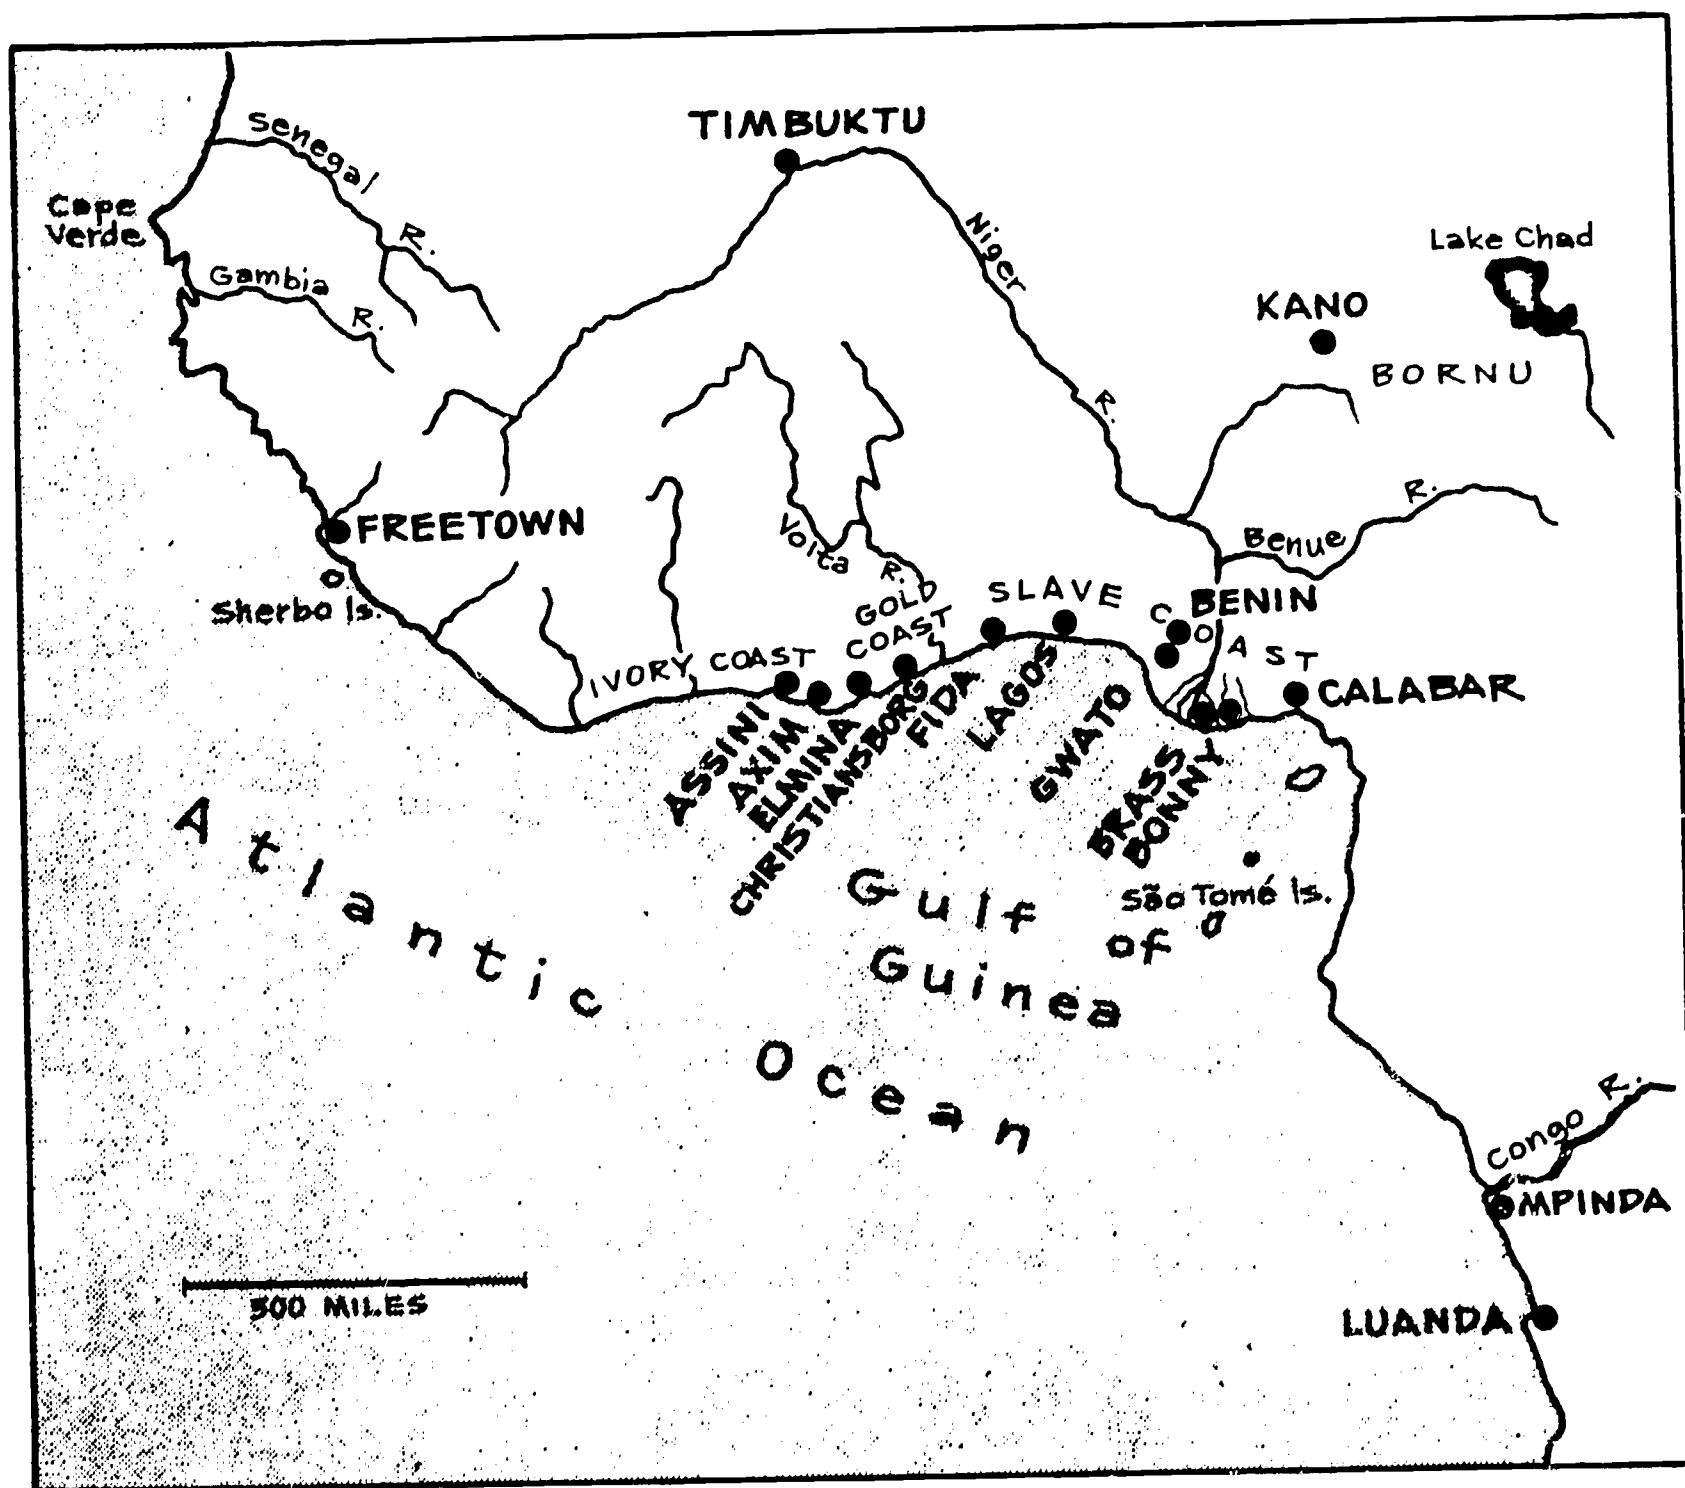 TIMBUKTU
Senegal R.
Cape
Verde
Gambia R.
Niger R.
Lake Chad
KANO
BORNU
FREETOWN
Sherbo Is.
Volta R.
Benue R.
GOLD
COAST
SLAVE COAST
BENIN
IVORY COAST
CALABAR
ASSINI
AXIM
ELMINA
CHRISTIANSBORG
FIDA
LAGOS
GWATO
BRASS
BONNY
São Tomé Is.
Atlantic Ocean
Gulf of
Guinea
Congo R.
MPINDA
LUANDA
500 MILES